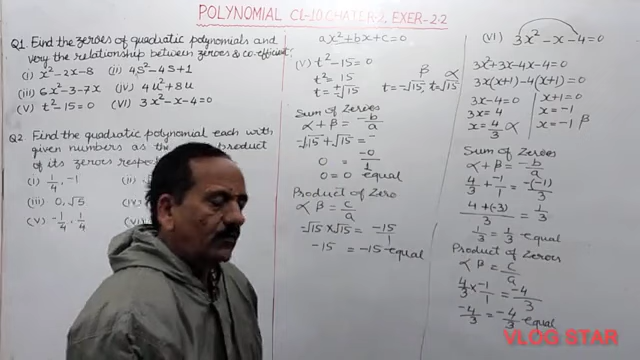 POLYNOMIAL CL-10 CHATER-2, EXER-2.2
Q1. Find the zeroes of quadratic polynomials and
very the relationship between zeroes & co.efficient:
(i) x²-2x-8 (ii) 4S²-4S+1
(iii) 6x²-3-7x (iv) 4u²+8u
(v) t²-15=0 (vi) 3x²-x-4=0
Q2. Find the quadratic polynomial each with
given numbers as the product
of its zeros
(i) 1/4, -1
(iii) 0, √5
(v) -1/4, 1/4
ax²+bx+c=0
(v) t²-15=0
t²=15
t=±√15
β α
t=-√15, t=√15
Sum of Zeroes
α+β = -b/a
-√15+√15 =
0 = -0/1
0=0 equal
Product of Zero
αβ = c/a
-√15×√15 = -15/1
-15 = -15 equal
(VI) 3x²-x-4=0
3x²+3x-4x-4=0
3x(x+1)-4(x+1)=0
3x-4=0
3x=4
x=4/3 α
x+1=0
x=-1
x=-1 β
Sum of Zeroes
α+β = -b/a
4/3 + -1/1 = -(-1)/3
4+(-3)/3 = 1/3
1/3 = 1/3 equal
Product of Zeroes
αβ = c/a
4/3 × -1/1 = -4/3
-4/3 = -4/3 equal
VLOG STAR